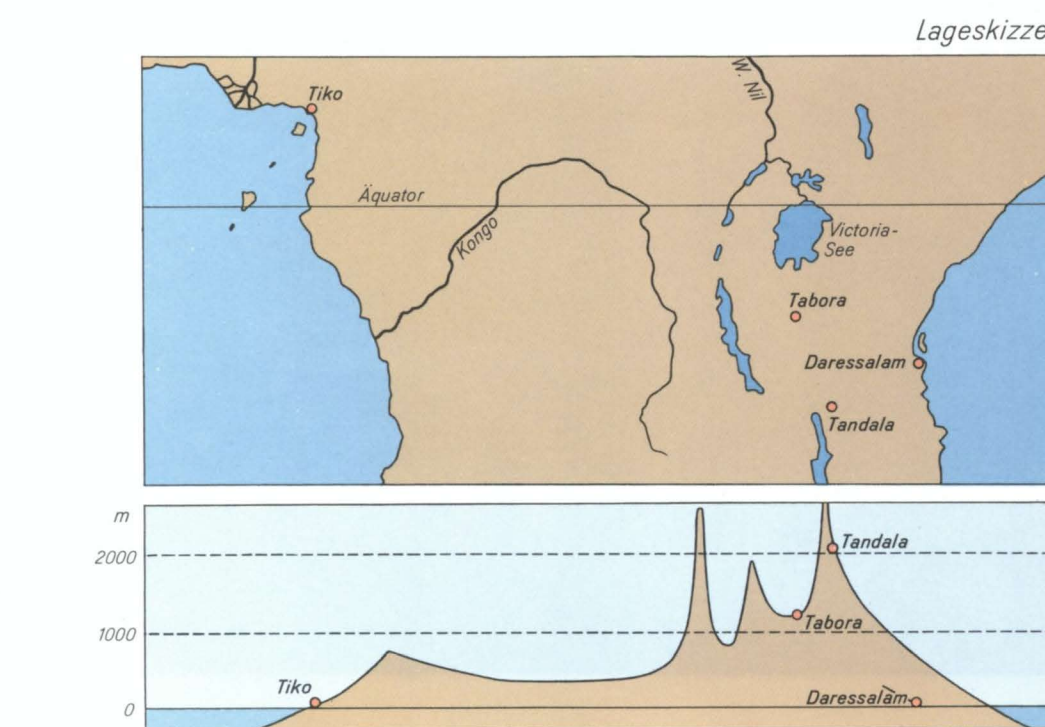 Lageskizze
W. Nil
Tiko
Äquator
Kongo
Victoria-
See
Tabora
Daressalam
Tandala
m
2000
Tandala
1000
Tabora
Tiko
Daressalam
0